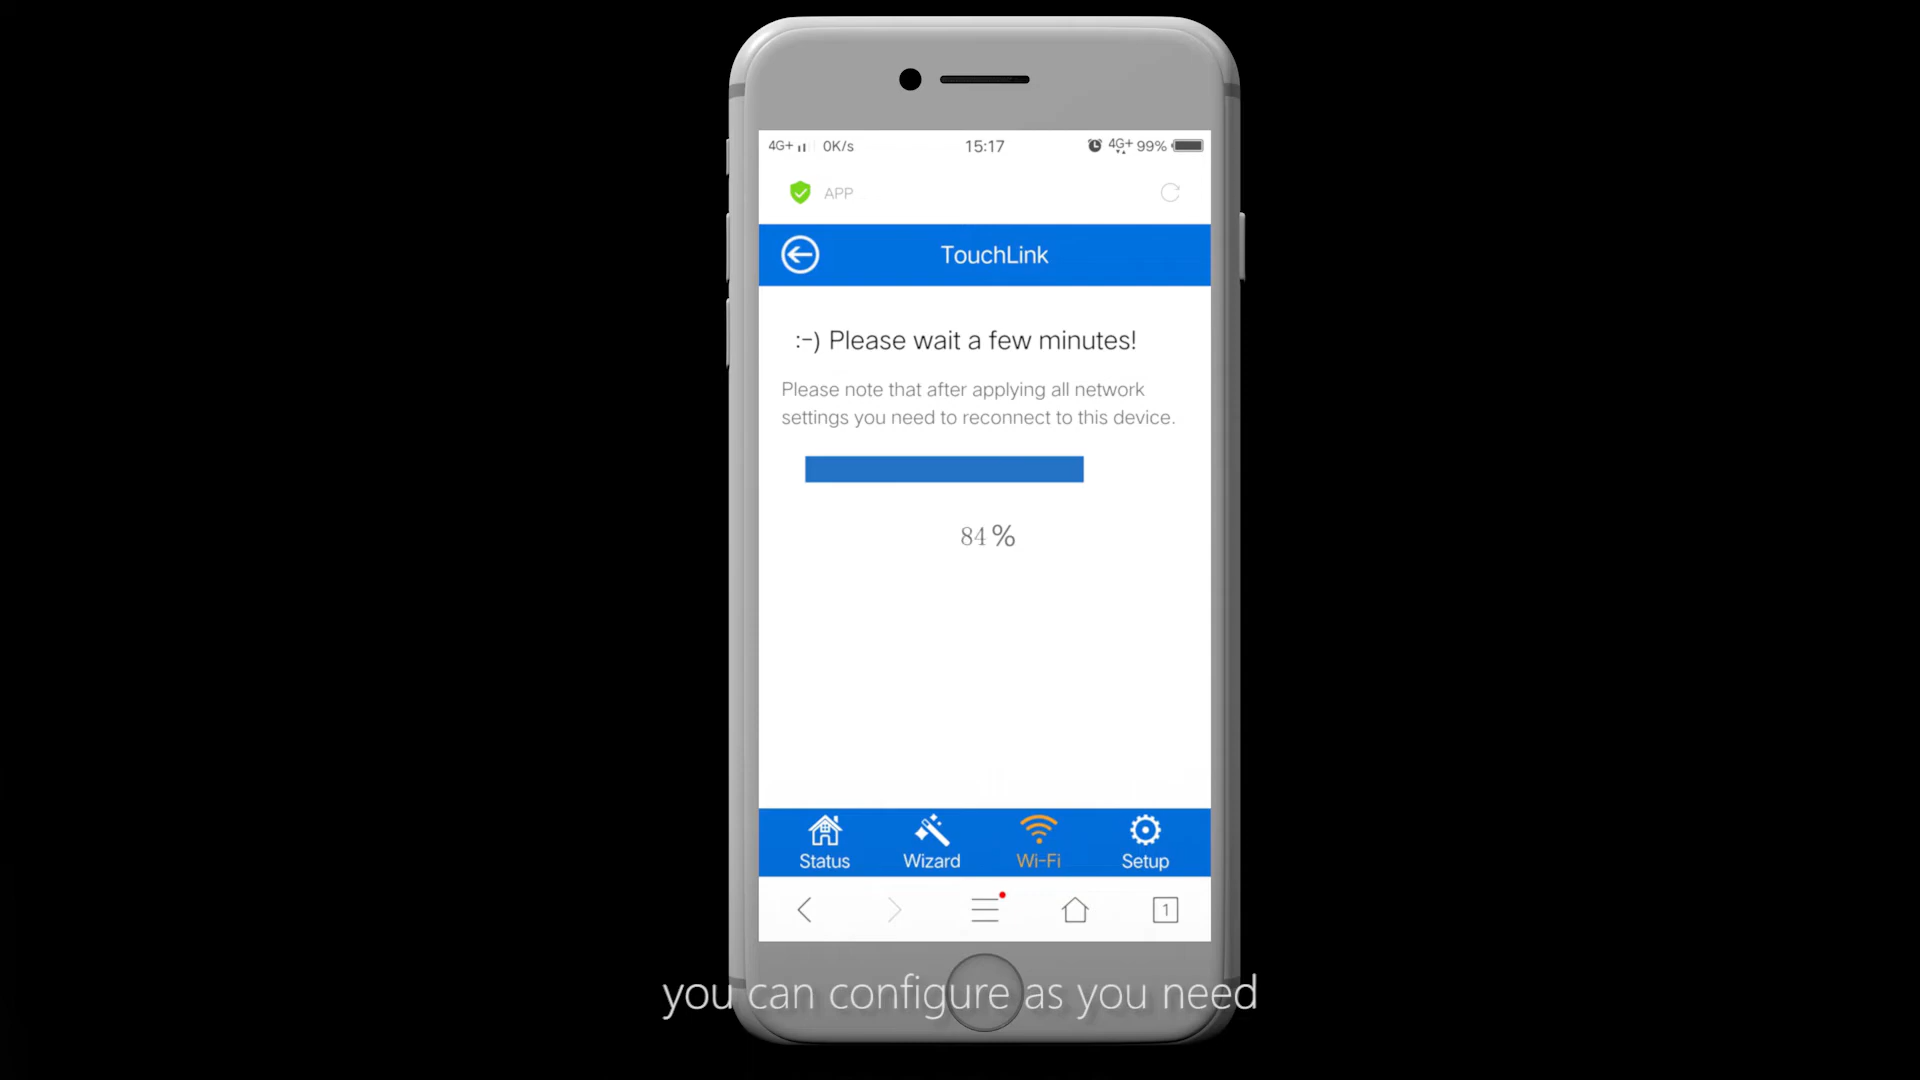 4G+ 0K/s 15:17 4G+ 99%
APP
TouchLink
:-) Please wait a few minutes!
Please note that after applying all network
settings you need to reconnect to this device.
84%
Status Wizard Wi-Fi Setup
1
you can configure as you need